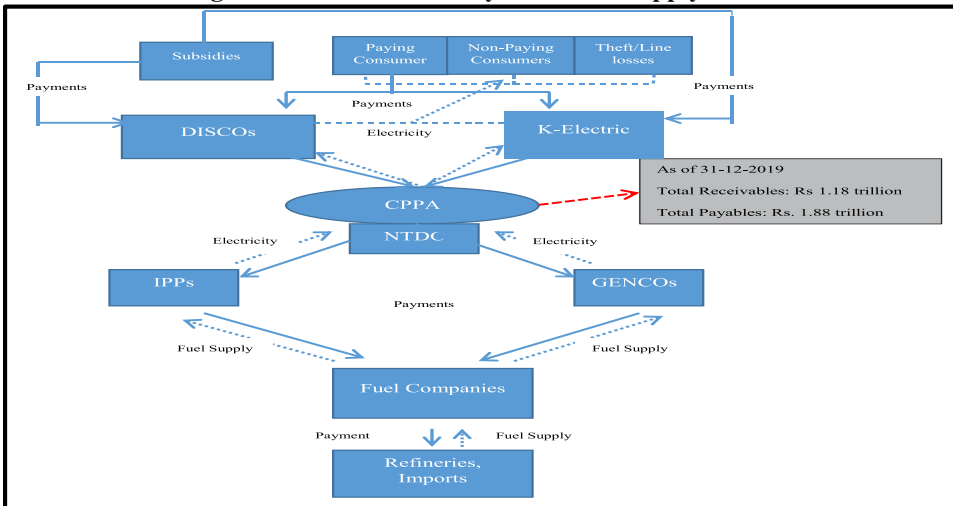 Paying
Consumer
Non-Paying
Consumers
Theft/Line
losses
Subsidies
Payments
Payments
Payments
Electricity
DISCOs
K-Electric
As of 31-12-2019
Total Receivables: Rs 1.18 trillion
Total Payables: Rs. 1.88 trillion
CPPA
NTDC
Electricity
Electricity
IPPs
GENCOs
Payments
Fuel Supply
Fuel Supply
Fuel Companies
Payment
Fuel Supply
Refineries,
Imports